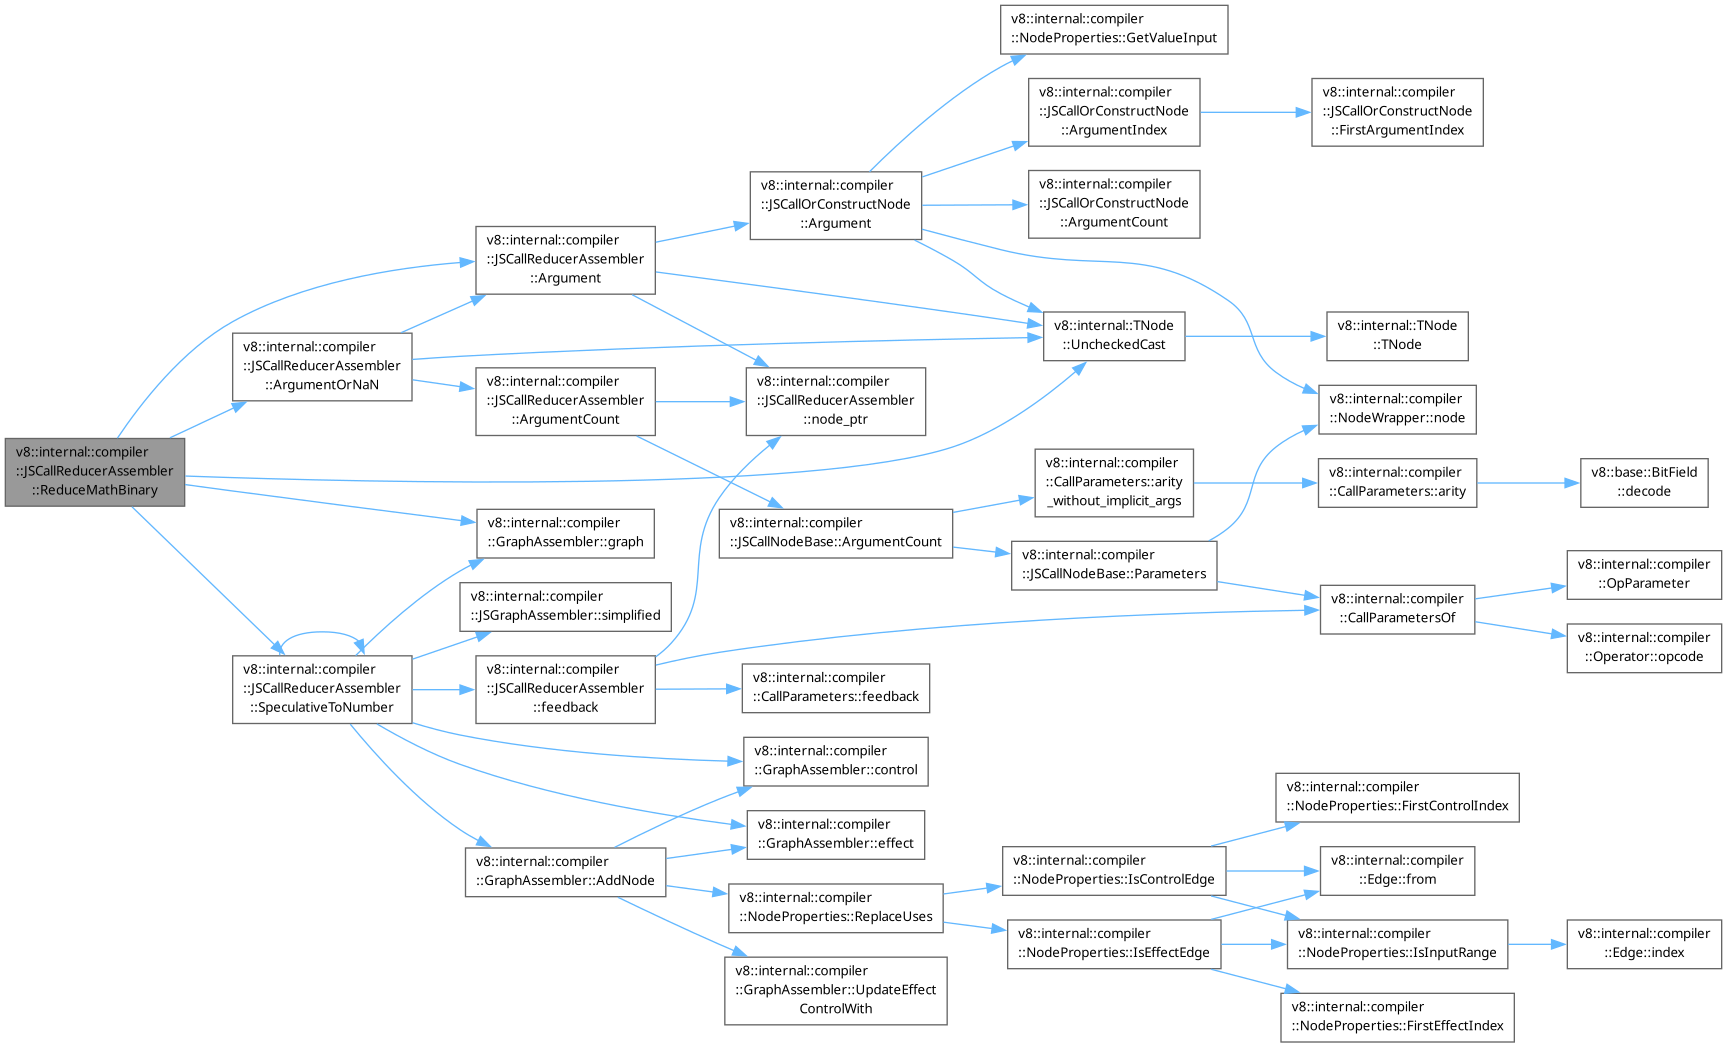 v8::internal::compiler
::JSCallReducerAssembler
::ReduceMathBinary
v8::internal::compiler
::JSCallReducerAssembler
::ArgumentOrNaN
v8::internal::compiler
::JSCallReducerAssembler
::SpeculativeToNumber
v8::internal::compiler
::JSCallReducerAssembler
::Argument
v8::internal::compiler
::JSCallReducerAssembler
::ArgumentCount
v8::internal::compiler
::GraphAssembler::graph
v8::internal::compiler
::JSGraphAssembler::simplified
v8::internal::compiler
::JSCallReducerAssembler
::feedback
v8::internal::compiler
::GraphAssembler::AddNode
v8::internal::compiler
::JSCallOrConstructNode
::Argument
v8::internal::compiler
::JSCallReducerAssembler
::node_ptr
v8::internal::compiler
::JSCallNodeBase::ArgumentCount
v8::internal::compiler
::CallParameters::feedback
v8::internal::compiler
::GraphAssembler::control
v8::internal::compiler
::GraphAssembler::effect
v8::internal::compiler
::NodeProperties::ReplaceUses
v8::internal::compiler
::GraphAssembler::UpdateEffect
ControlWith
v8::internal::compiler
::NodeProperties::GetValueInput
v8::internal::compiler
::JSCallOrConstructNode
::ArgumentIndex
v8::internal::compiler
::JSCallOrConstructNode
::ArgumentCount
v8::internal::TNode
::UncheckedCast
v8::internal::compiler
::CallParameters::arity
_without_implicit_args
v8::internal::compiler
::JSCallNodeBase::Parameters
v8::internal::compiler
::NodeProperties::IsControlEdge
v8::internal::compiler
::NodeProperties::IsEffectEdge
v8::internal::compiler
::JSCallOrConstructNode
::FirstArgumentIndex
v8::internal::TNode
::TNode
v8::internal::compiler
::NodeWrapper::node
v8::internal::compiler
::CallParameters::arity
v8::internal::compiler
::CallParametersOf
v8::internal::compiler
::NodeProperties::FirstControlIndex
v8::internal::compiler
::Edge::from
v8::internal::compiler
::NodeProperties::IsInputRange
v8::internal::compiler
::NodeProperties::FirstEffectIndex
v8::base::BitField
::decode
v8::internal::compiler
::OpParameter
v8::internal::compiler
::Operator::opcode
v8::internal::compiler
::Edge::index